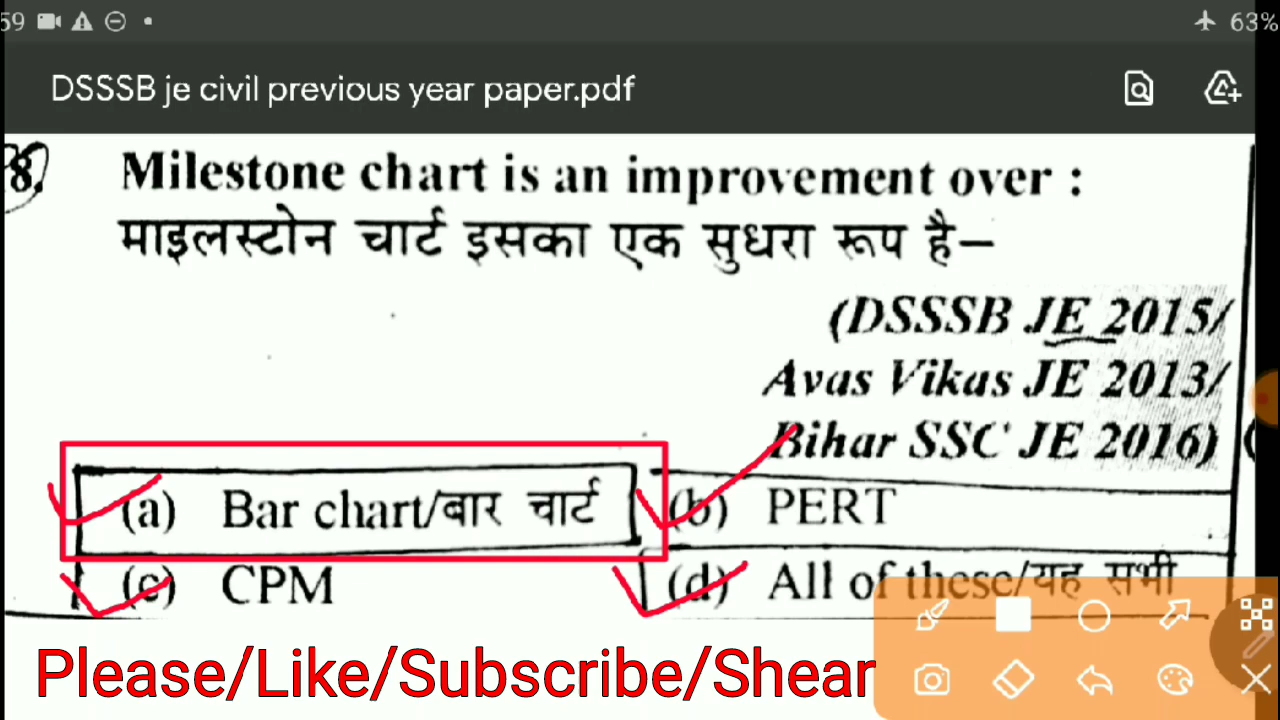 59 63%
DSSSB je civil previous year paper.pdf
8. Milestone chart is an improvement over :
माइलस्टोन चार्ट इसका एक सुधरा रूप है–
(DSSSB JE 2015/
Avas Vikas JE 2013/
Bihar SSC JE 2016)
(a) Bar chart/बार चार्ट (b) PERT
(c) CPM (d) All of these/यह सभी
Please/Like/Subscribe/Shear